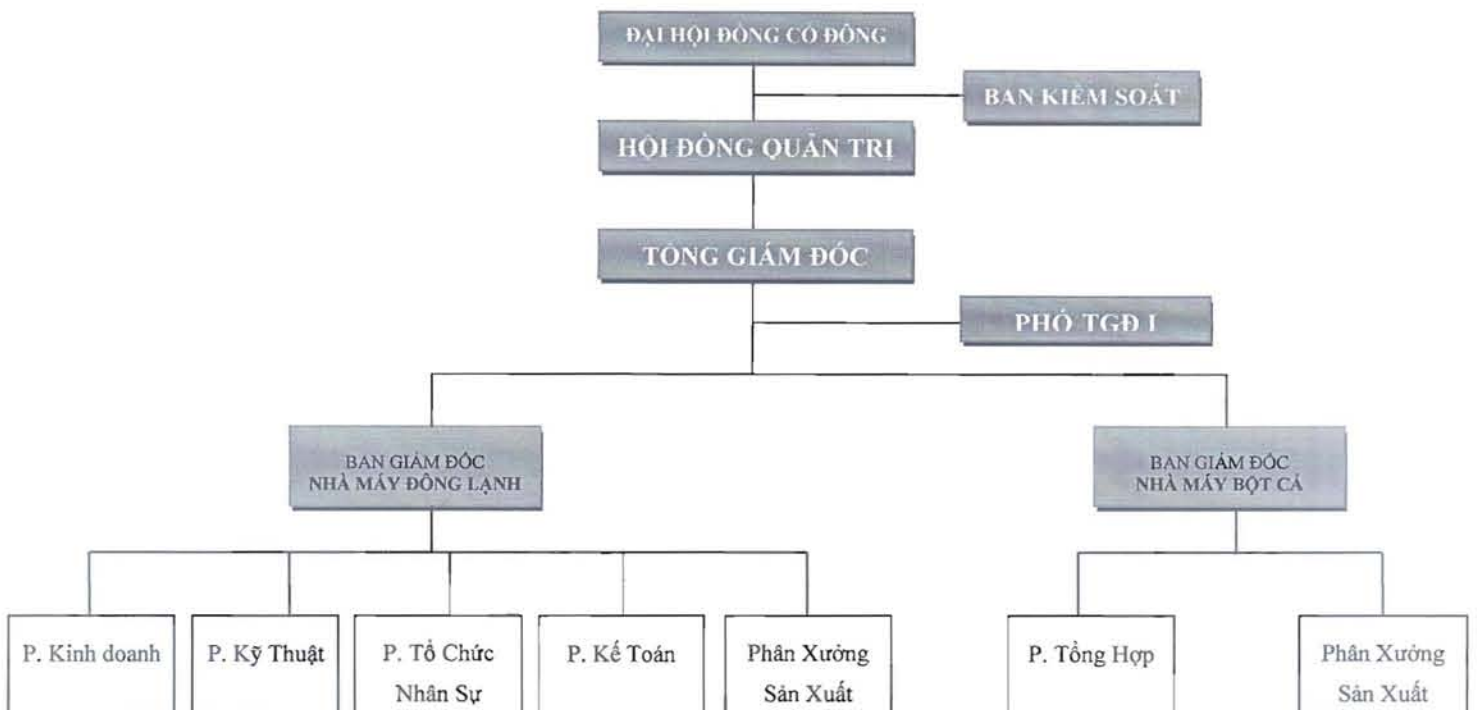 ĐẠI HỘI ĐỒNG CỔ ĐÔNG
BAN KIỂM SOÁT
HỘI ĐỒNG QUẢN TRỊ
TỔNG GIÁM ĐỐC
PHÓ TGĐ I
BAN GIÁM ĐỐC
NHÀ MÁY ĐÔNG LẠNH
BAN GIÁM ĐỐC
NHÀ MÁY BỘT CÁ
P. Kinh doanh
P. Kỹ Thuật
P. Tổ Chức
Nhân Sự
P. Kế Toán
Phân Xưởng
Sản Xuất
P. Tổng Hợp
Phân Xưởng
Sản Xuất